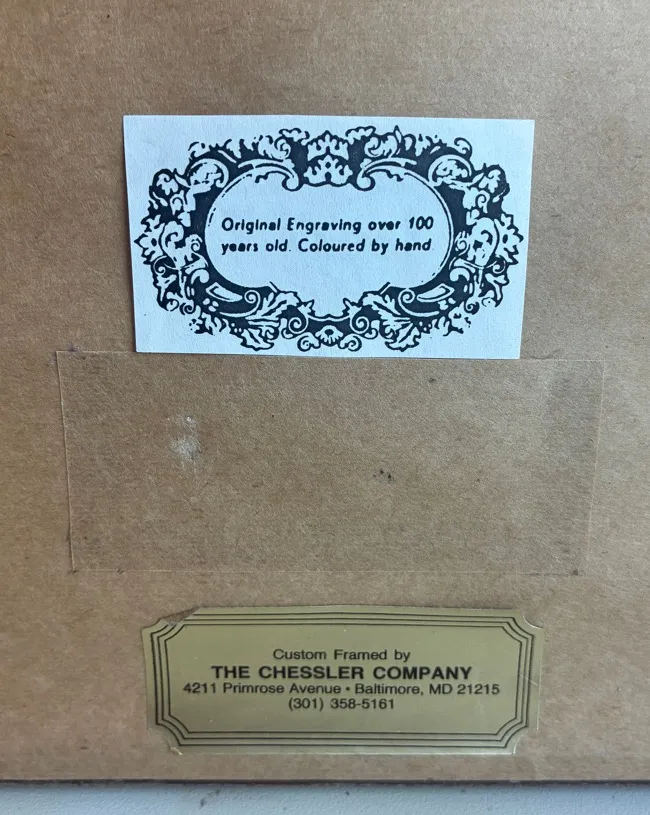 Original Engraving over 100
years old. Coloured by hand
Custom Framed by
THE CHESSLER COMPANY
4211 Primrose Avenue • Baltimore, MD 21215
(301) 358-5161